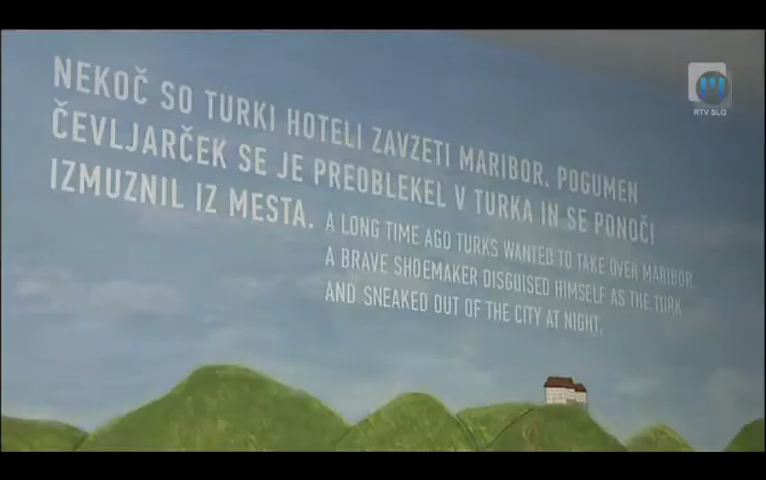 NEKOČ SO TURKI HOTELI ZAVZETI MARIBOR. POGUMEN
ČEVLJARČEK SE JE PREOBLEKEL V TURKA IN SE PONOČI
IZMUZNIL IZ MESTA.
A LONG TIME AGO TURKS WANTED TO TAKE OVER MARIBOR.
A BRAVE SHOEMAKER DISGUISED HIMSELF AS THE TURK
AND SNEAKED OUT OF THE CITY AT NIGHT.
RTV SLO